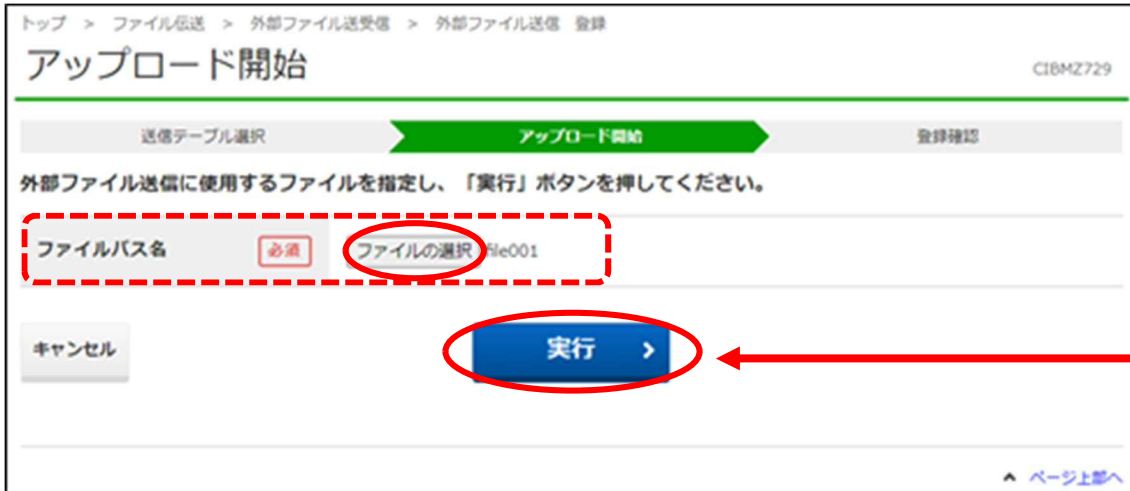 トップ > ファイル伝送 > 外部ファイル送受信 > 外部ファイル送信 登録
アップロード開始
CIBMZ729
送信テーブル選択 アップロード開始 登録確認
外部ファイル送信に使用するファイルを指定し、「実行」ボタンを押してください。
ファイルパス名 必須 ファイルの選択 file001
キャンセル 実行 >
^ ページ上部へ